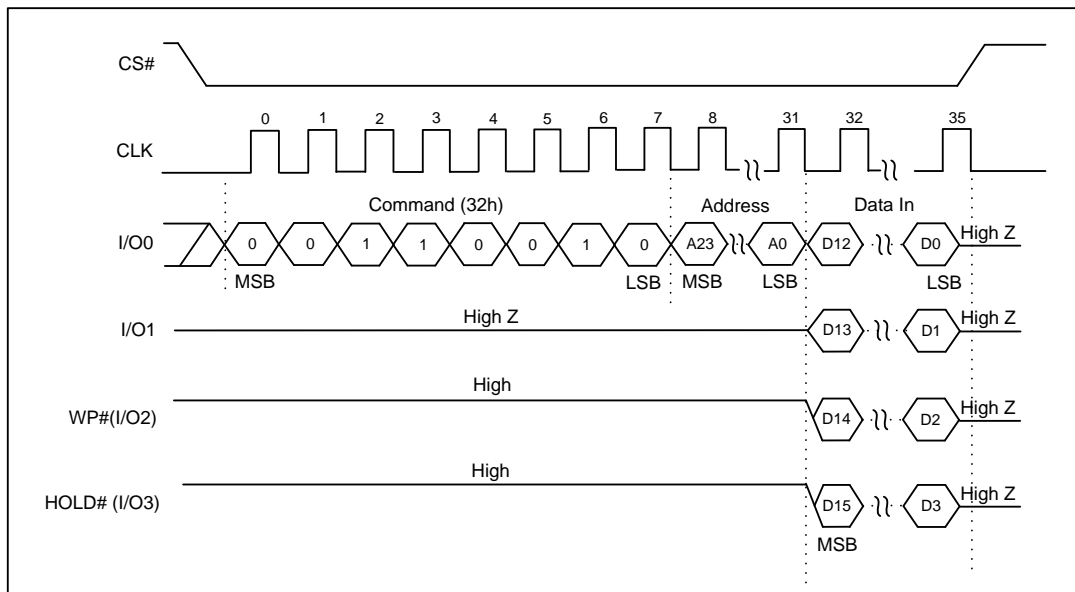 CS#
0 1 2 3 4 5 6 7 8 31 32 35
CLK
Command (32h) Address Data In
I/O0 0 0 1 1 0 0 1 0 A23 A0 D12 D0 High Z
MSB LSB MSB LSB LSB
I/O1 High Z D13 D1 High Z
High
WP#(I/O2) D14 D2 High Z
High
HOLD# (I/O3) D15 D3 High Z
MSB